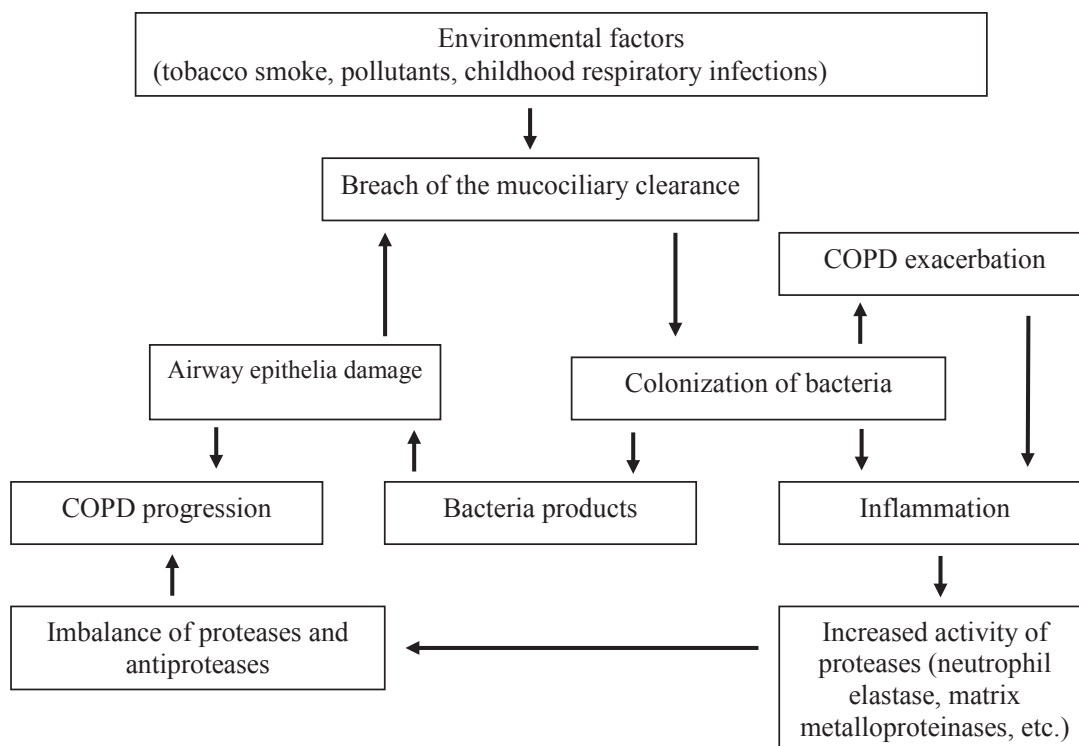 Environmental factors
(tobacco smoke, pollutants, childhood respiratory infections)
Breach of the mucociliary clearance
COPD exacerbation
Airway epithelia damage
Colonization of bacteria
COPD progression
Bacteria products
Inflammation
Imbalance of proteases and
antiproteases
Increased activity of
proteases (neutrophil
elastase, matrix
metalloproteinases, etc.)